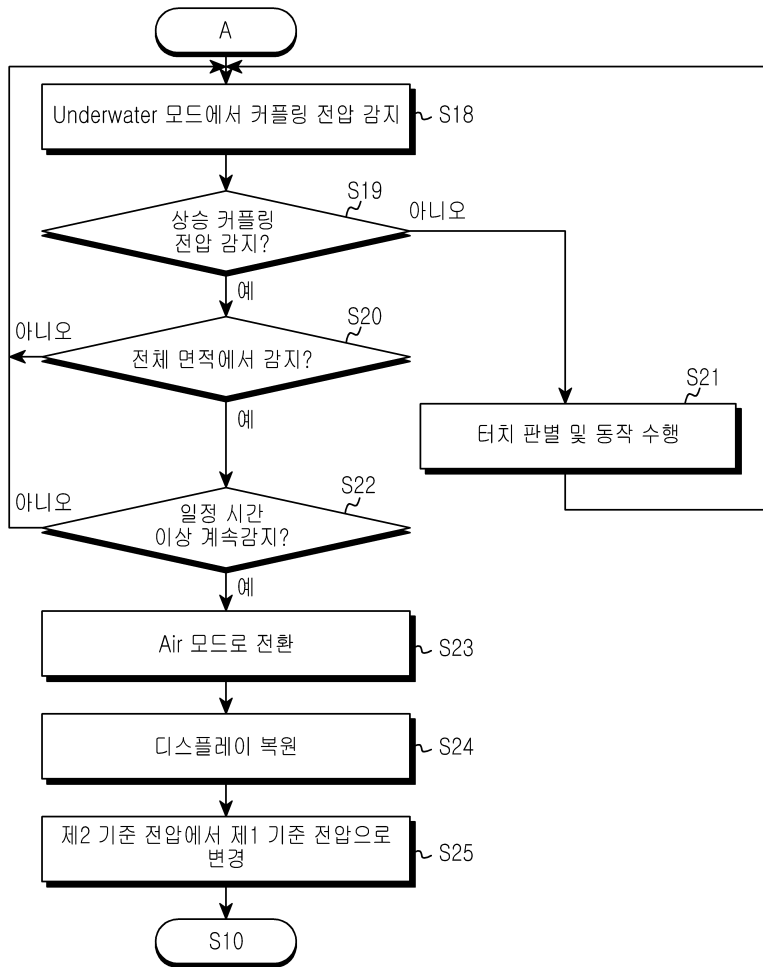 A
Underwater 모드에서 커플링 전압 감지
S18
S19
상승 커플링
전압 감지?
아니오
예
S20
아니오
전체 면적에서 감지?
예
S21
터치 판별 및 동작 수행
S22
아니오
일정 시간
이상 계속감지?
예
Air 모드로 전환
S23
디스플레이 복원
S24
제2 기준 전압에서 제1 기준 전압으로
변경
S25
S10